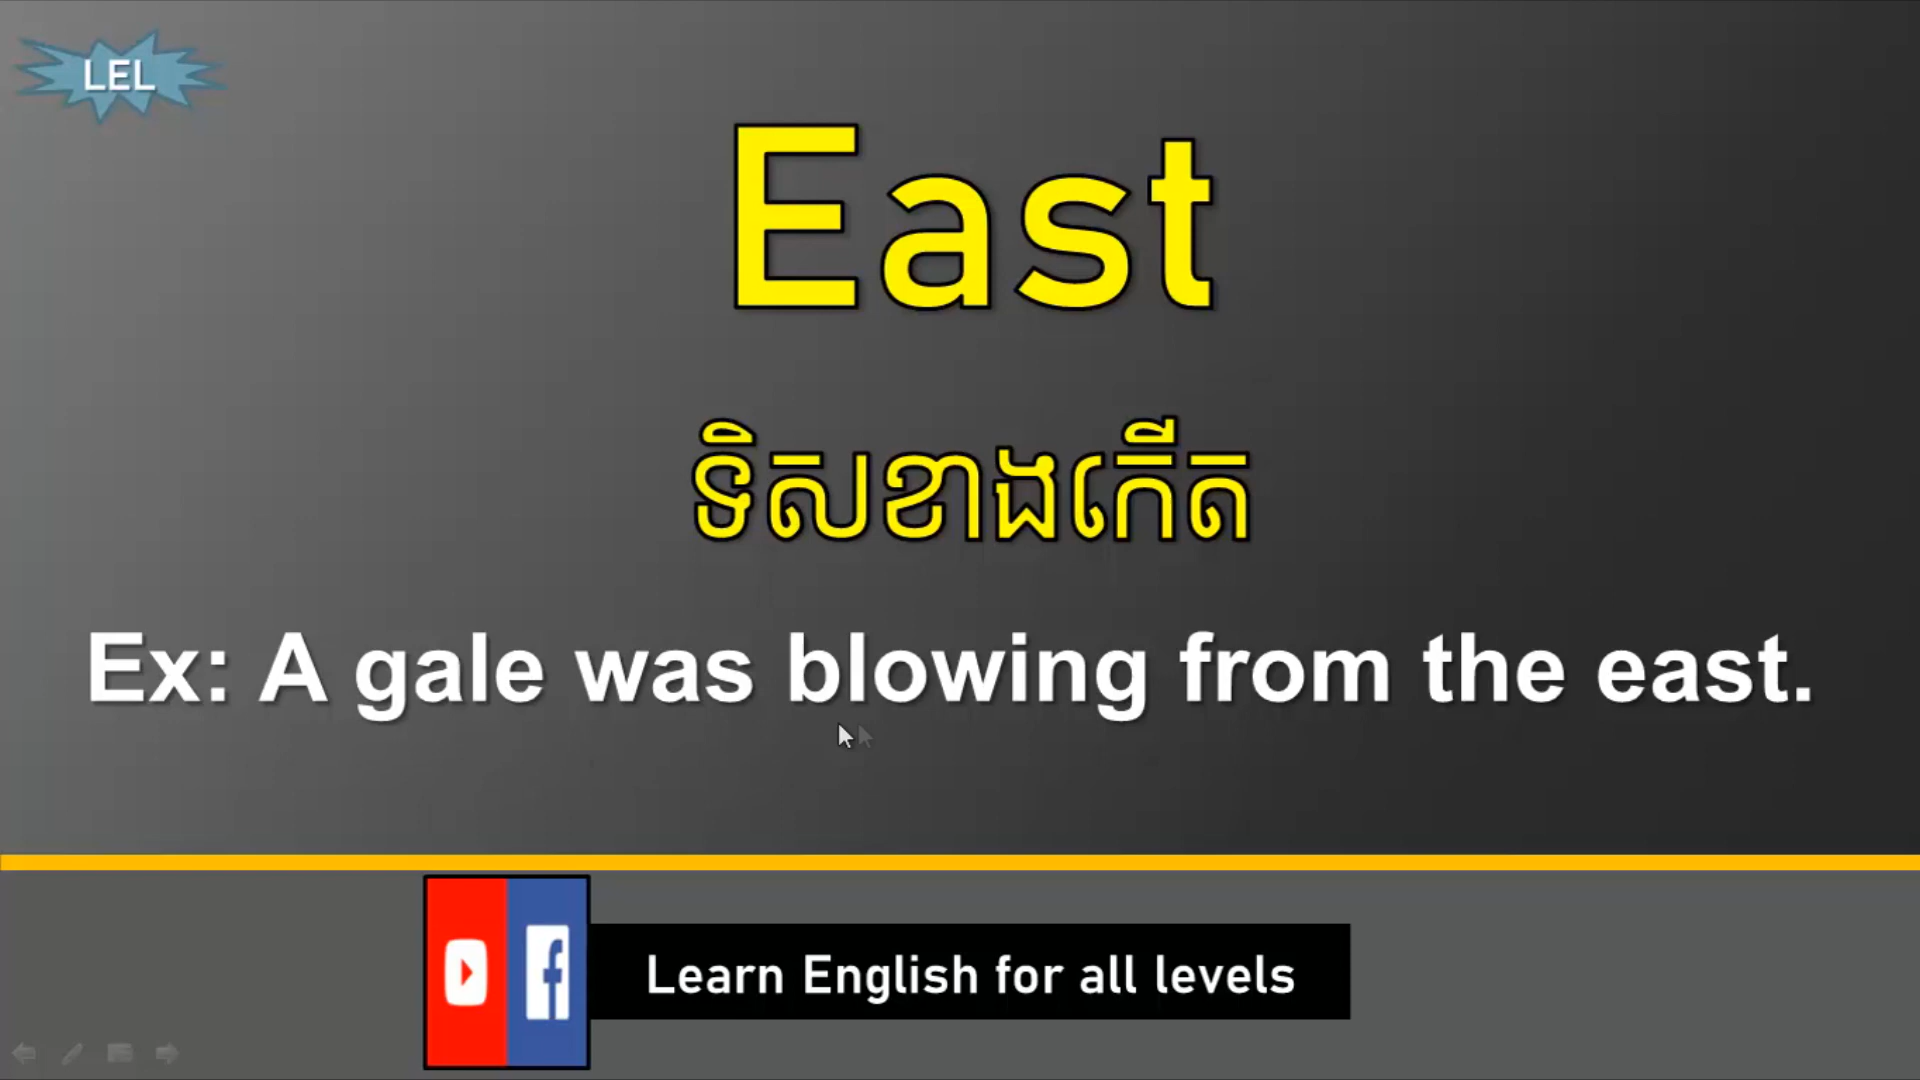 LEL
East
ទិសខាងកើត
Ex: A gale was blowing from the east.
Learn English for all levels